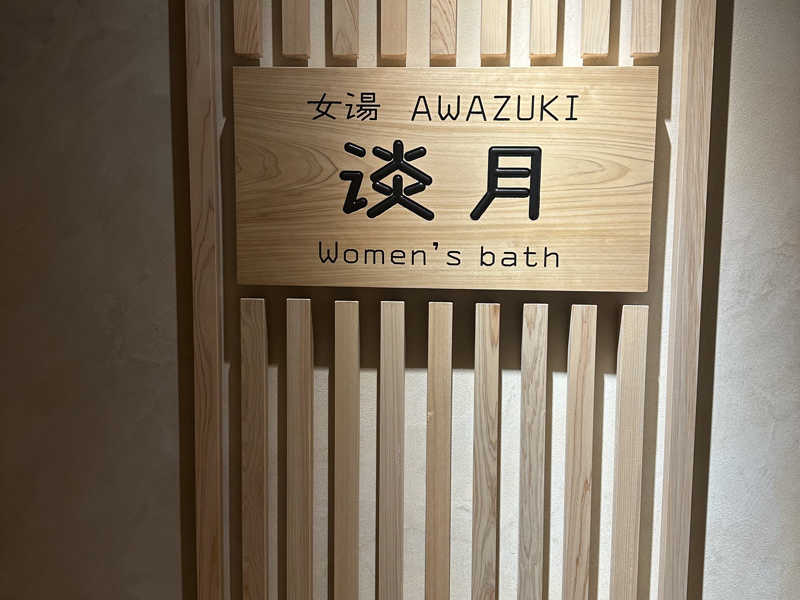 女湯 AWAZUKI
淡月
Women's bath